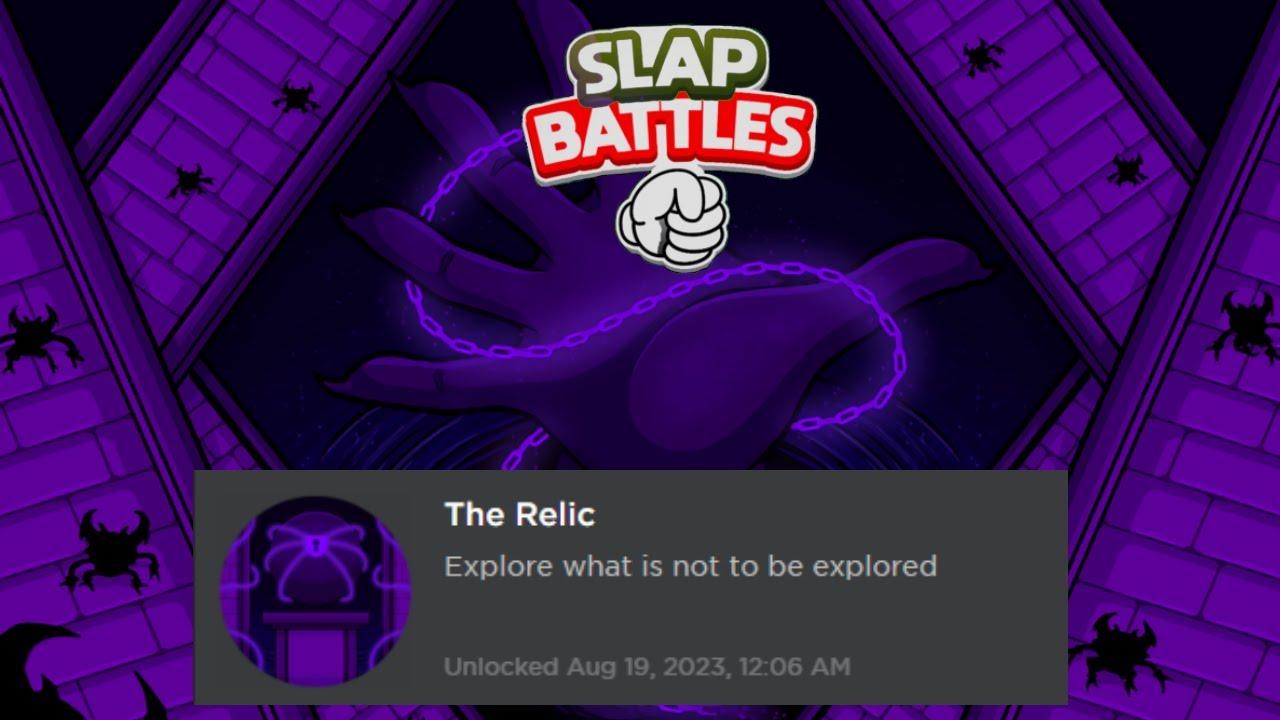 SLAP
BATTLES
The Relic
Explore what is not to be explored
Unlocked Aug 19, 2023, 12:06 AM